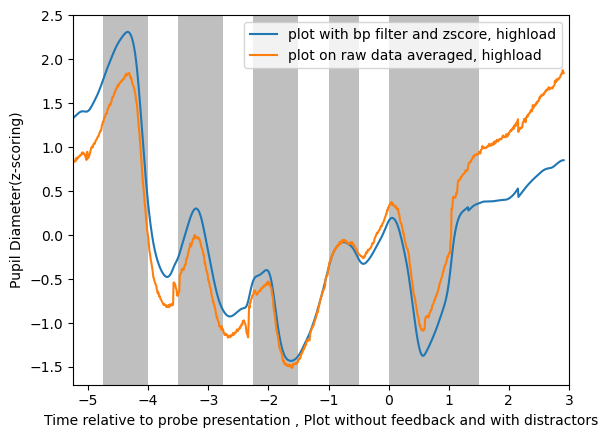 plot with bp filter and zscore, highload
plot on raw data averaged, highload
Pupil Diameter(z-scoring)
2.5
2.0
1.5
1.0
0.5
0.0
−0.5
−1.0
−1.5
−5 −4 −3 −2 −1 0 1 2 3
Time relative to probe presentation , Plot without feedback and with distractors